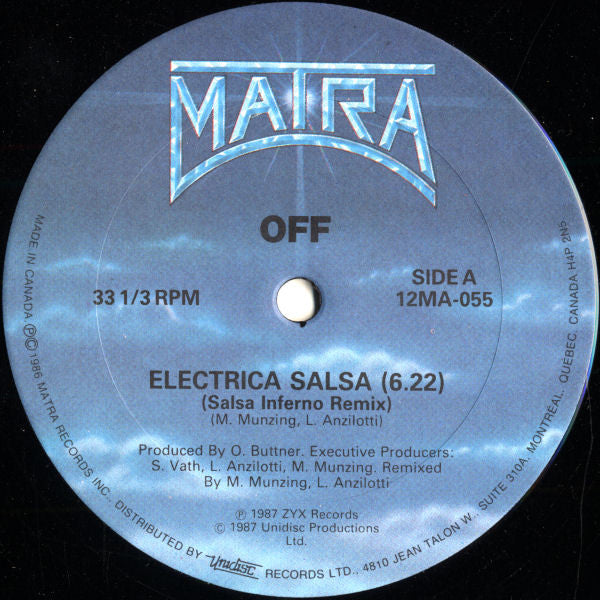 MATRA
OFF
33 1/3 RPM
SIDE A
12MA-055
ELECTRICA SALSA (6.22)
(Salsa Inferno Remix)
(M. Munzing, L. Anzilotti)
Produced By O. Buttner. Executive Producers:
S. Vath, L. Anzilotti, M. Munzing. Remixed
By M. Munzing, L. Anzilotti
℗ 1987 ZYX Records
© 1987 Unidisc Productions
Ltd.
MADE IN CANADA ℗© 1986 MATRA RECORDS INC., DISTRIBUTED BY Unidisc RECORDS LTD., 4810 JEAN TALON W., SUITE 310A, MONTRÉAL, QUEBEC, CANADA H4P 2N5